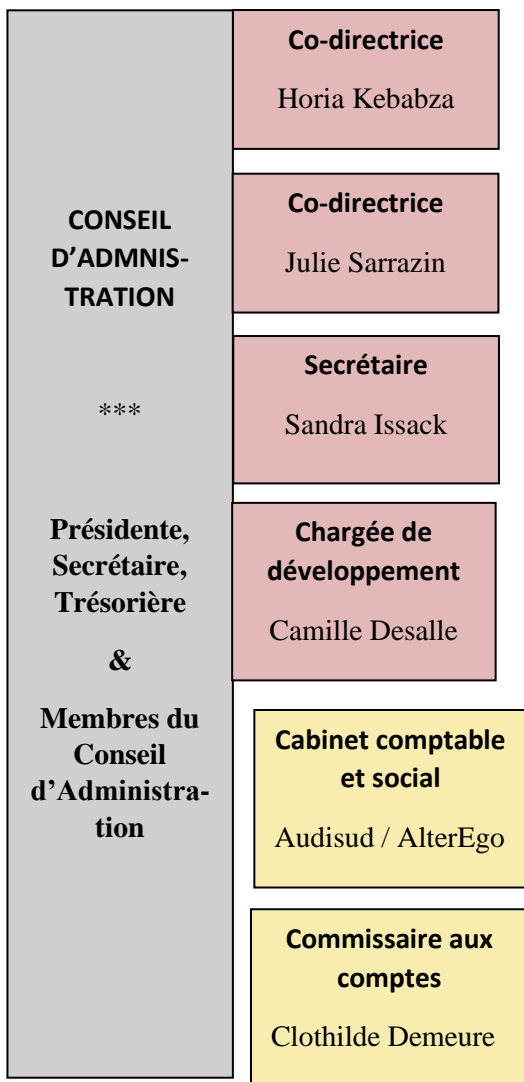 CONSEIL
D’ADMNIS-
TRATION
***
Présidente,
Secrétaire,
Trésorière
&
Membres du
Conseil
d’Administra-
tion
Co-directrice
Horia Kebabza
Co-directrice
Julie Sarrazin
Secrétaire
Sandra Issack
Chargée de
développement
Camille Desalle
Cabinet comptable
et social
Audisud / AlterEgo
Commissaire aux
comptes
Clothilde Demeure